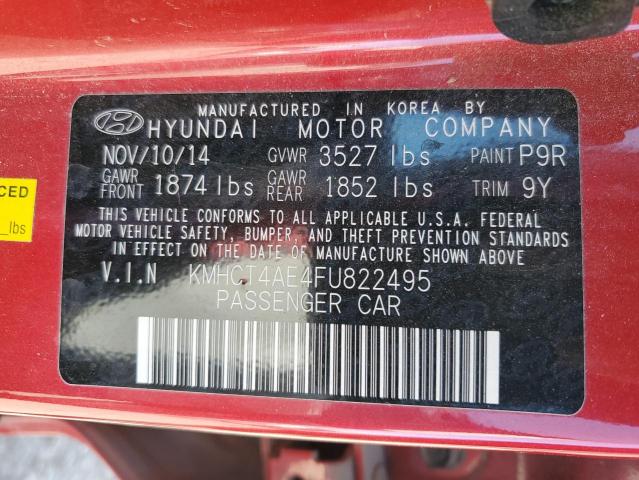 MANUFACTURED IN KOREA BY
HYUNDAI MOTOR COMPANY
NOV/10/14 GVWR 3527 lbs PAINT P9R
GAWR FRONT 1874 lbs GAWR REAR 1852 lbs TRIM 9Y
THIS VEHICLE CONFORMS TO ALL APPLICABLE U.S.A. FEDERAL
MOTOR VEHICLE SAFETY, BUMPER, AND THEFT PREVENTION STANDARDS
IN EFFECT ON THE DATE OF MANUFACTURE SHOWN ABOVE
V.I.N KMHCT4AE4FU822495
PASSENGER CAR
CED
lbs